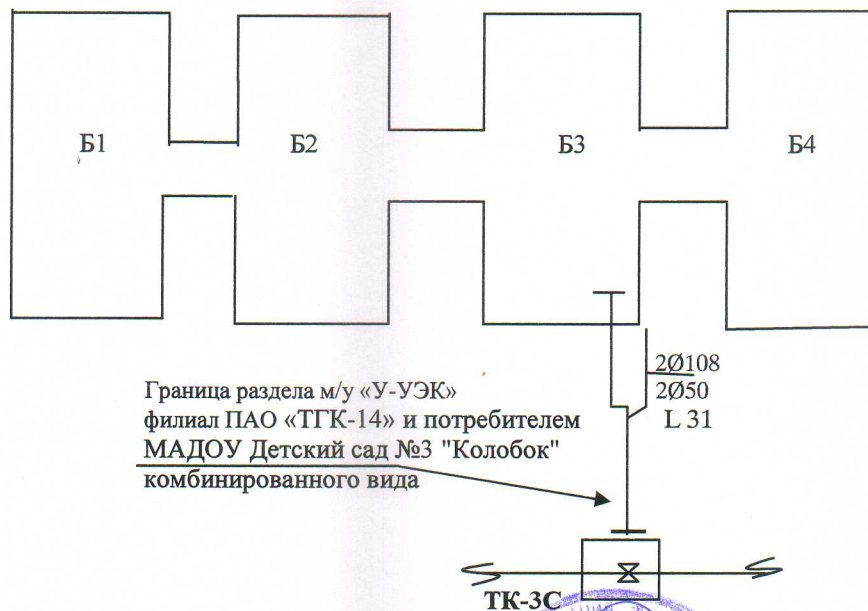 Б1
Б2
Б3
Б4
2Ø108
2Ø50
L 31
Граница раздела м/у «У-УЭК»
филиал ПАО «ТГК-14» и потребителем
МАДОУ Детский сад №3 "Колобок"
комбинированного вида
ТК-3С